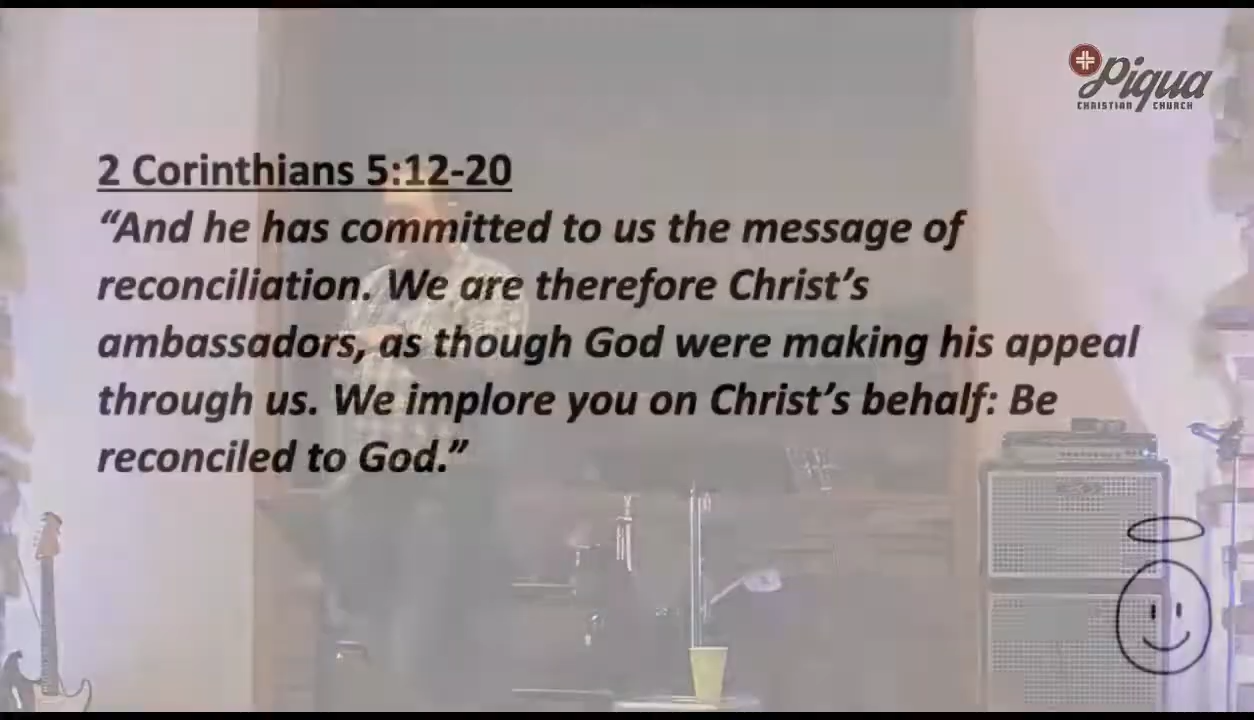 Piqua
CHRISTIAN CHURCH
2 Corinthians 5:12-20
“And he has committed to us the message of
reconciliation. We are therefore Christ’s
ambassadors, as though God were making his appeal
through us. We implore you on Christ’s behalf: Be
reconciled to God.”